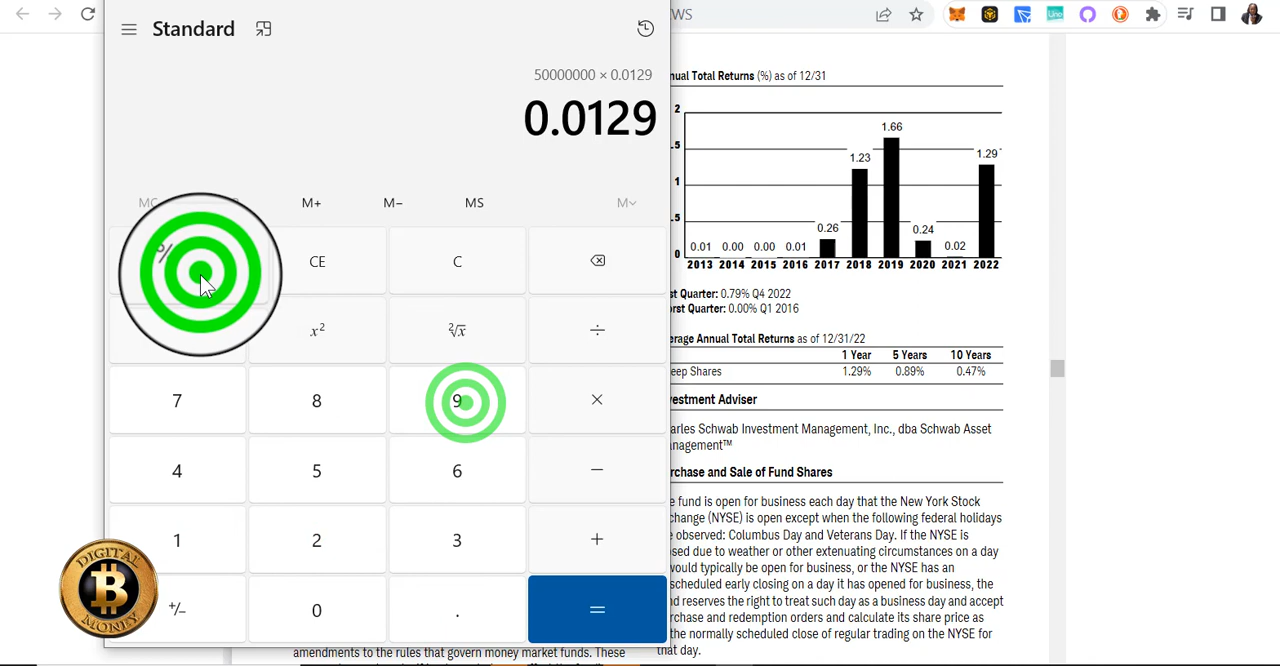 WS
Standard
50000000 × 0.0129
0.0129
M+
M−
MS
M
%
CE
C
x²
²√x
÷
7
8
9
×
4
5
6
−
1
2
3
+
+/−
0
.
=
DIGITAL
B
MONEY
nual Total Returns (%) as of 12/31
2
.5
1
.5
0
0.01
0.00
0.00
0.01
0.26
1.23
1.66
0.24
0.02
1.29
2013 2014 2015 2016 2017 2018 2019 2020 2021 2022
st Quarter: 0.79% Q4 2022
orst Quarter: 0.00% Q1 2016
erage Annual Total Returns as of 12/31/22
1 Year 5 Years 10 Years
eep Shares 1.29% 0.89% 0.47%
vestment Adviser
arles Schwab Investment Management, Inc., dba Schwab Asset
anagement™
rchase and Sale of Fund Shares
e fund is open for business each day that the New York Stock
change (NYSE) is open except when the following federal holidays
e observed: Columbus Day and Veterans Day. If the NYSE is
sed due to weather or other extenuating circumstances on a day
would typically be open for business, or the NYSE has an
scheduled early closing on a day it has opened for business, the
nd reserves the right to treat such day as a business day and accept
rchase and redemption orders and calculate its share price as
the normally scheduled close of regular trading on the NYSE for
that day.
amendments to the rules that govern money market funds. These